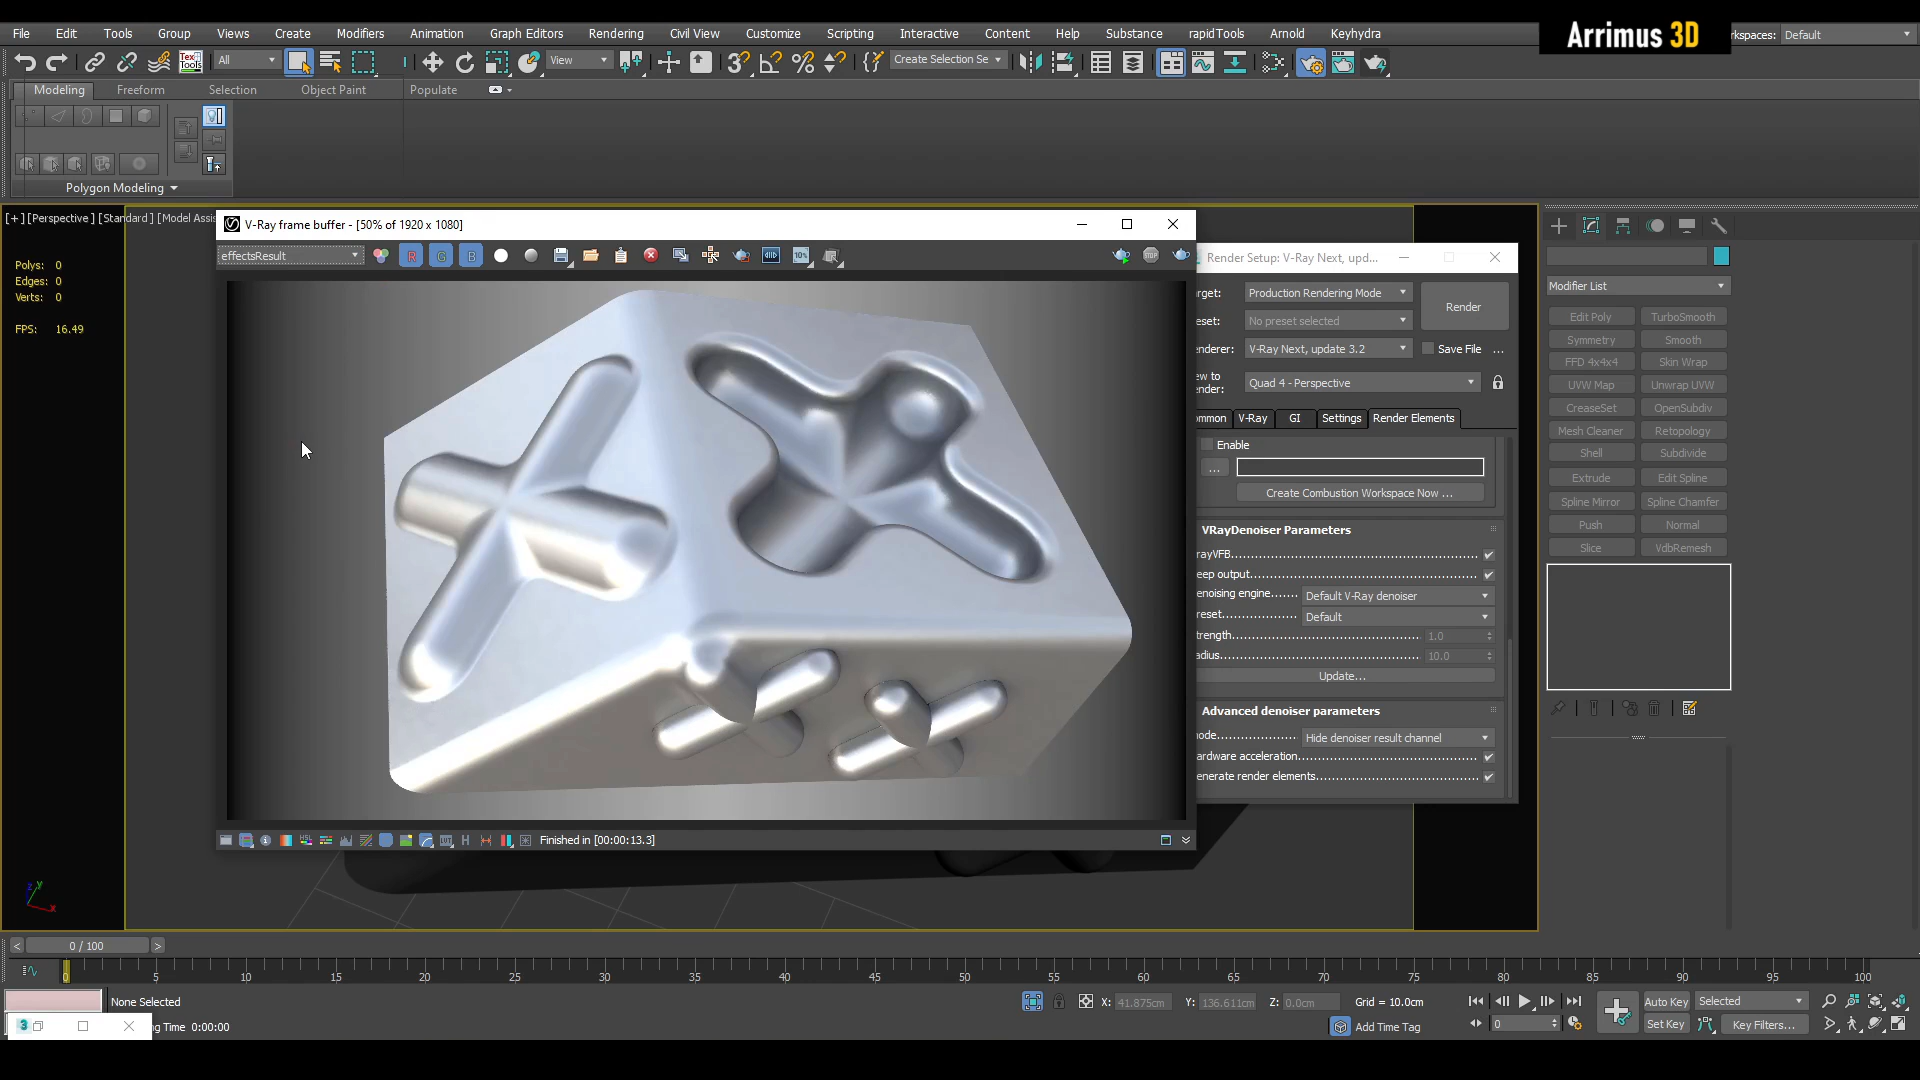 File Edit Tools Group Views Create Modifiers Animation Graph Editors Rendering Civil View Customize Scripting Interactive Content Help Substance rapidTools Arnold Keyhydra
Arrimus 3D
rkspaces: Default
All View Create Selection Se
Modeling Freeform Selection Object Paint Populate
Polygon Modeling
[+] [Perspective ] [Standard ] [Model Assis
V-Ray frame buffer - [50% of 1920 x 1080]
effectsResult
R G B
Polys: 0
Edges: 0
Verts: 0
FPS: 16.49
Finished in [00:00:13.3]
Render Setup: V-Ray Next, upd...
rget: Production Rendering Mode
Render
eset: No preset selected
nderer: V-Ray Next, update 3.2
Save File ...
ew to
nder: Quad 4 - Perspective
ommon V-Ray GI Settings Render Elements
Enable
...
Create Combustion Workspace Now ...
VRayDenoiser Parameters
rayVFB
eep output
enoising engine Default V-Ray denoiser
reset Default
trength 1.0
adius 10.0
Update...
Advanced denoiser parameters
node Hide denoiser result channel
ardware acceleration
enerate render elements
Modifier List
Edit Poly TurboSmooth
Symmetry Smooth
FFD 4x4x4 Skin Wrap
UVW Map Unwrap UVW
CreaseSet OpenSubdiv
Mesh Cleaner Retopology
Shell Subdivide
Extrude Edit Spline
Spline Mirror Spline Chamfer
Push Normal
Slice VdbRemesh
z y x
< 0 / 100 >
0 5 10 15 20 25 30 35 40 45 50 55 60 65 70 75 80 85 90 95 100
None Selected
X: 41.875cm Y: 136.611cm Z: 0.0cm Grid = 10.0cm
Auto Key Selected
ng Time 0:00:00
Add Time Tag
0
Set Key Key Filters...